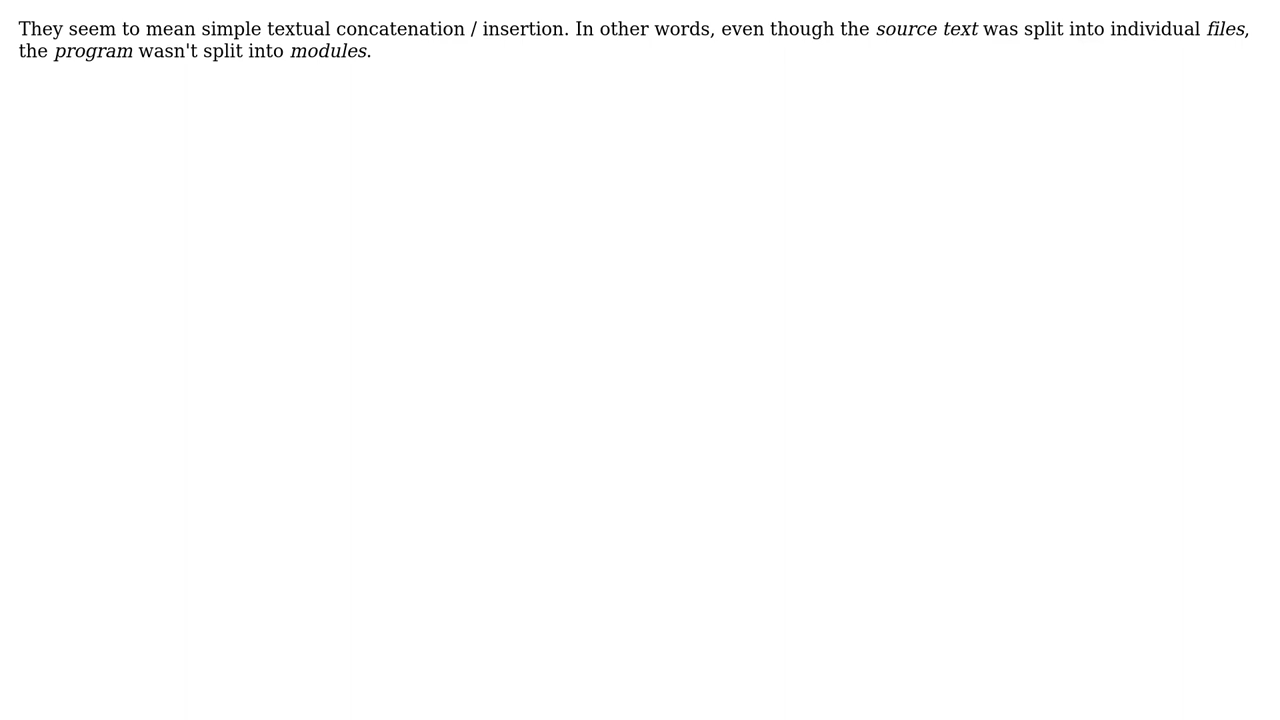 They seem to mean simple textual concatenation / insertion. In other words, even though the source text was split into individual files,
the program wasn't split into modules.